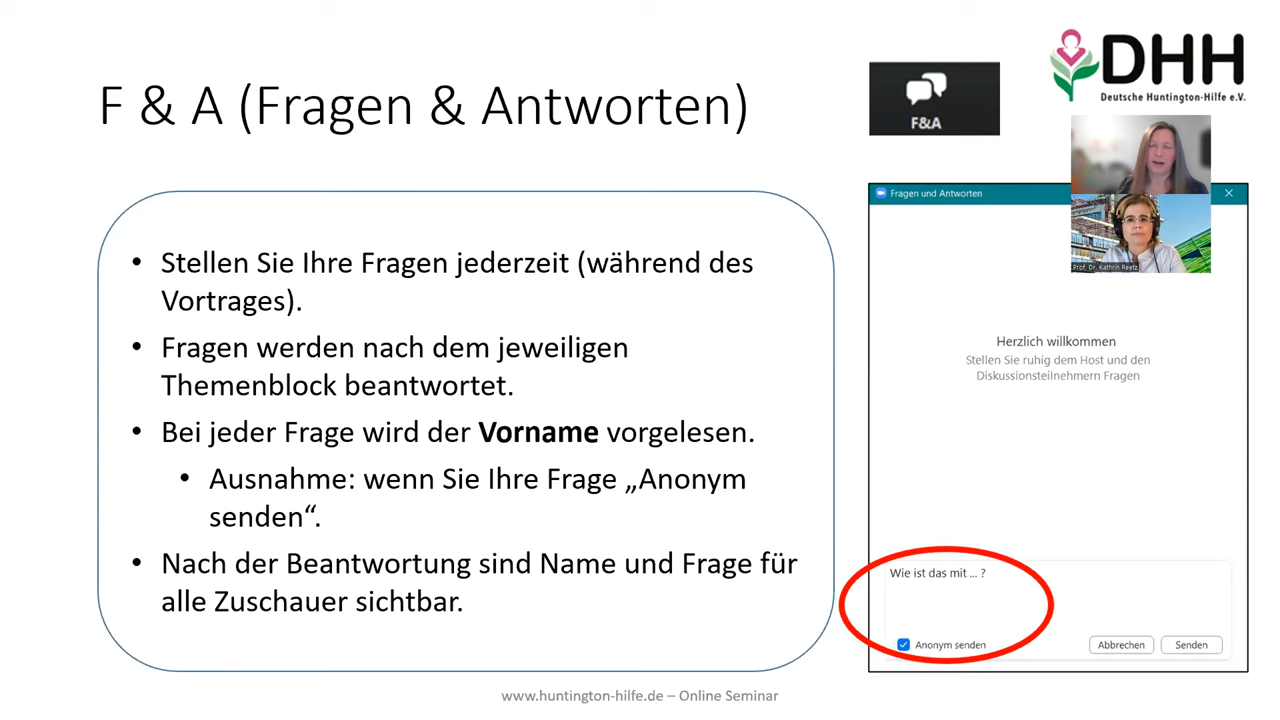 F & A (Fragen & Antworten)
F&A
DHH
Deutsche Huntington-Hilfe e.V.
• Stellen Sie Ihre Fragen jederzeit (während des
Vortrages).
• Fragen werden nach dem jeweiligen
Themenblock beantwortet.
• Bei jeder Frage wird der Vorname vorgelesen.
• Ausnahme: wenn Sie Ihre Frage „Anonym
senden“.
• Nach der Beantwortung sind Name und Frage für
alle Zuschauer sichtbar.
Fragen und Antworten
Prof. Dr. Kathrin Reetz
Herzlich willkommen
Stellen Sie ruhig dem Host und den
Diskussionsteilnehmern Fragen
Wie ist das mit ... ?
Anonym senden
Abbrechen
Senden
www.huntington-hilfe.de – Online Seminar